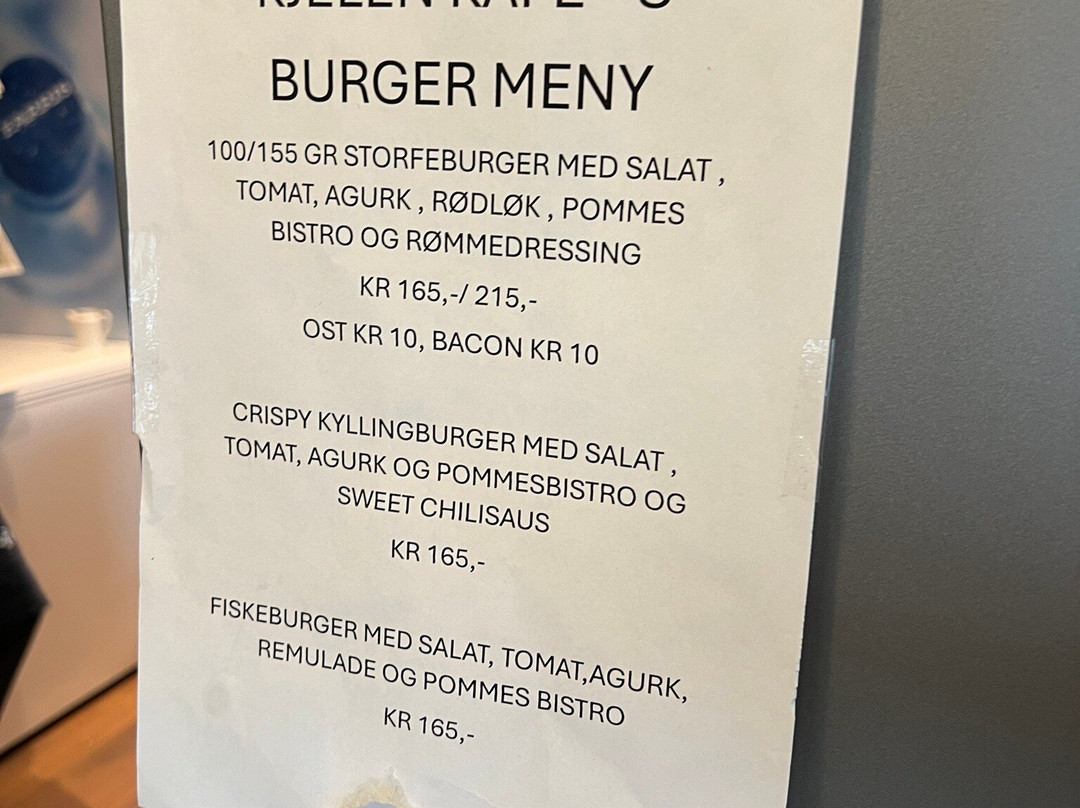 BURGER MENY
100/155 GR STORFEBURGER MED SALAT ,
TOMAT, AGURK , RØDLØK , POMMES
BISTRO OG RØMMEDRESSING
KR 165,-/ 215,-
OST KR 10, BACON KR 10
CRISPY KYLLINGBURGER MED SALAT ,
TOMAT, AGURK OG POMMESBISTRO OG
SWEET CHILISAUS
KR 165,-
FISKEBURGER MED SALAT, TOMAT,AGURK,
REMULADE OG POMMES BISTRO
KR 165,-